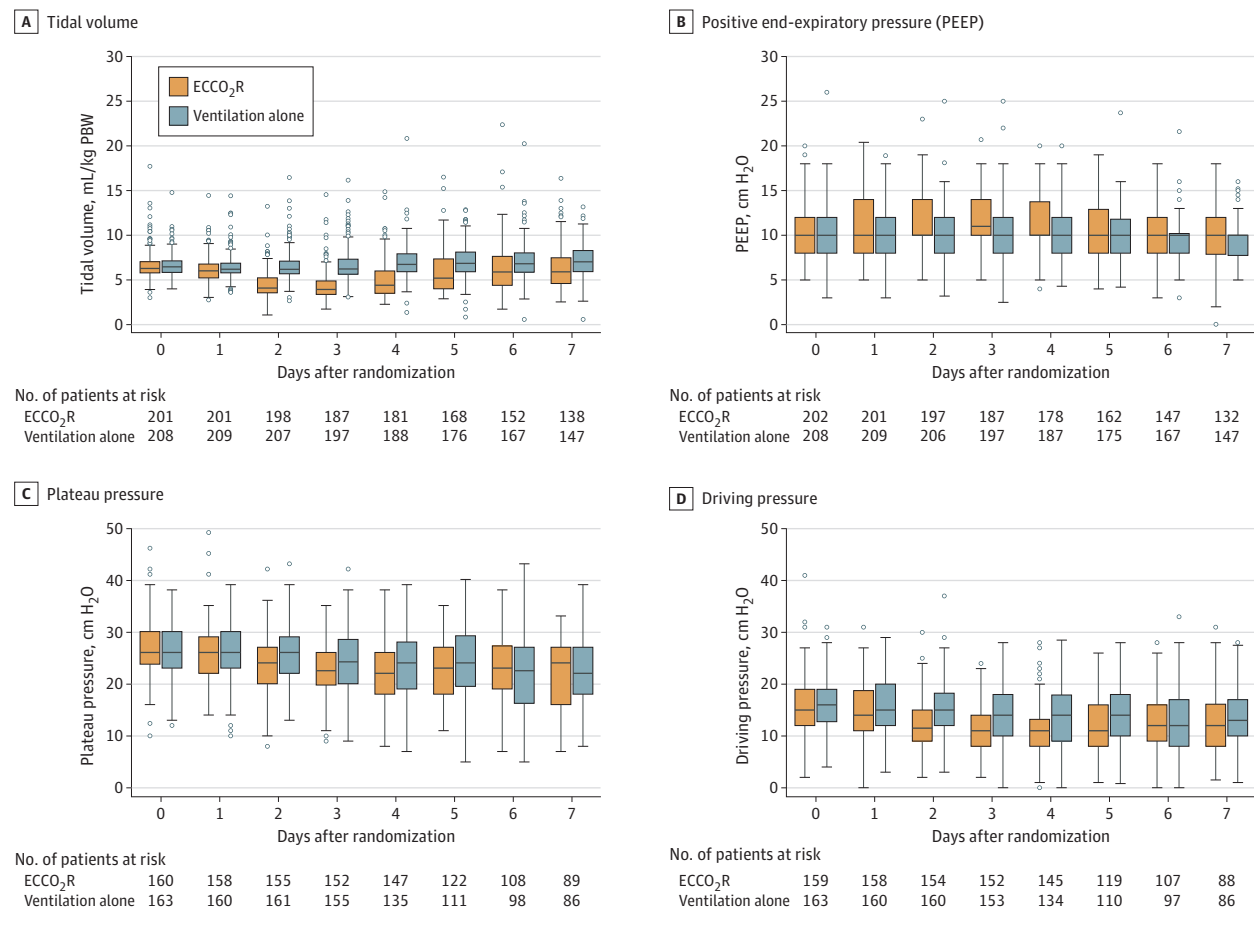 A Tidal volume
30
25
20
15
10
5
0
Tidal volume, mL/kg PBW
ECCO₂R
Ventilation alone
0 1 2 3 4 5 6 7
Days after randomization
No. of patients at risk
ECCO₂R 201 201 198 187 181 168 152 138
Ventilation alone 208 209 207 197 188 176 167 147
B Positive end-expiratory pressure (PEEP)
30
25
20
15
10
5
0
PEEP, cm H₂O
0 1 2 3 4 5 6 7
Days after randomization
No. of patients at risk
ECCO₂R 202 201 197 187 178 162 147 132
Ventilation alone 208 209 206 197 187 175 167 147
C Plateau pressure
50
40
30
20
10
0
Plateau pressure, cm H₂O
0 1 2 3 4 5 6 7
Days after randomization
No. of patients at risk
ECCO₂R 160 158 155 152 147 122 108 89
Ventilation alone 163 160 161 155 135 111 98 86
D Driving pressure
50
40
30
20
10
0
Driving pressure, cm H₂O
0 1 2 3 4 5 6 7
Days after randomization
No. of patients at risk
ECCO₂R 159 158 154 152 145 119 107 88
Ventilation alone 163 160 160 153 134 110 97 86